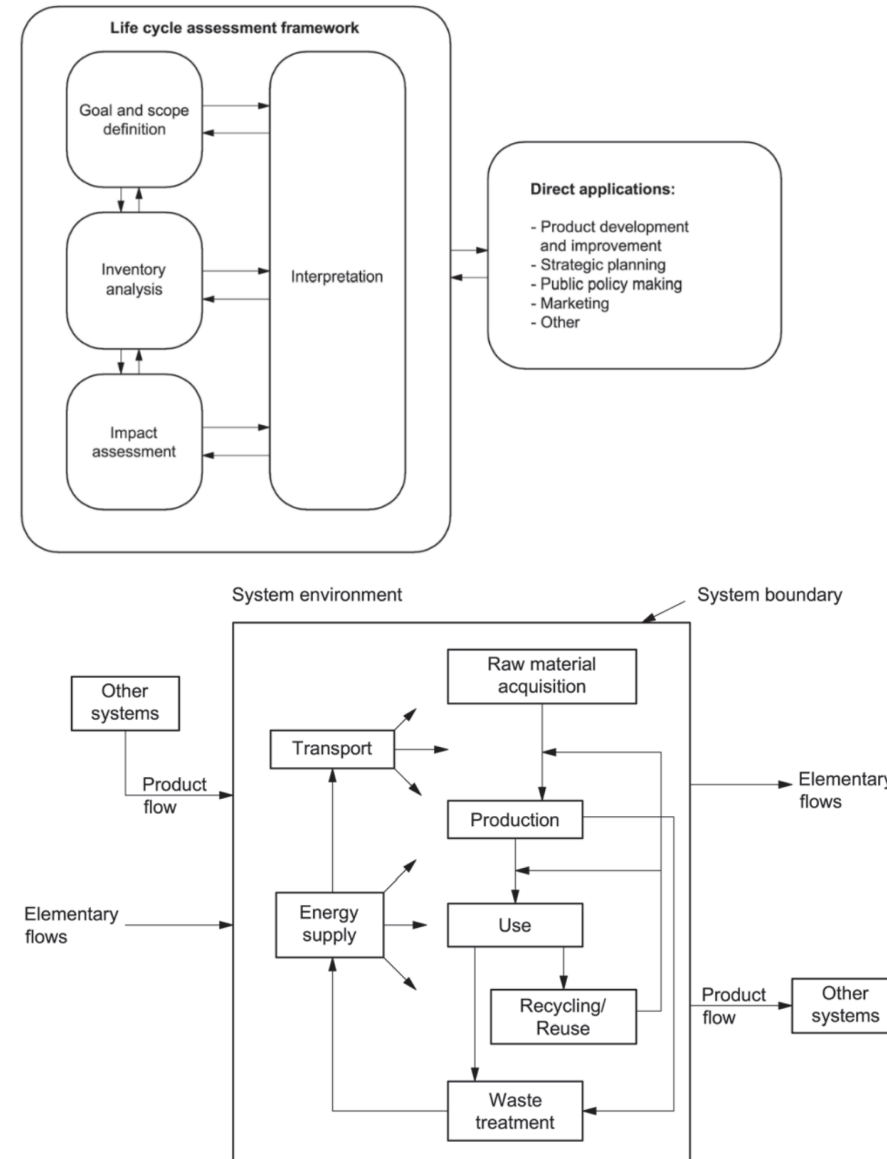 Life cycle assessment framework
Goal and scope
definition
Inventory
analysis
Impact
assessment
Interpretation
Direct applications:
- Product development
and improvement
- Strategic planning
- Public policy making
- Marketing
- Other
System environment
System boundary
Other
systems
Product
flow
Elementary
flows
Transport
Energy
supply
Raw material
acquisition
Production
Use
Recycling/
Reuse
Waste
treatment
Elementary
flows
Product
flow
Other
systems